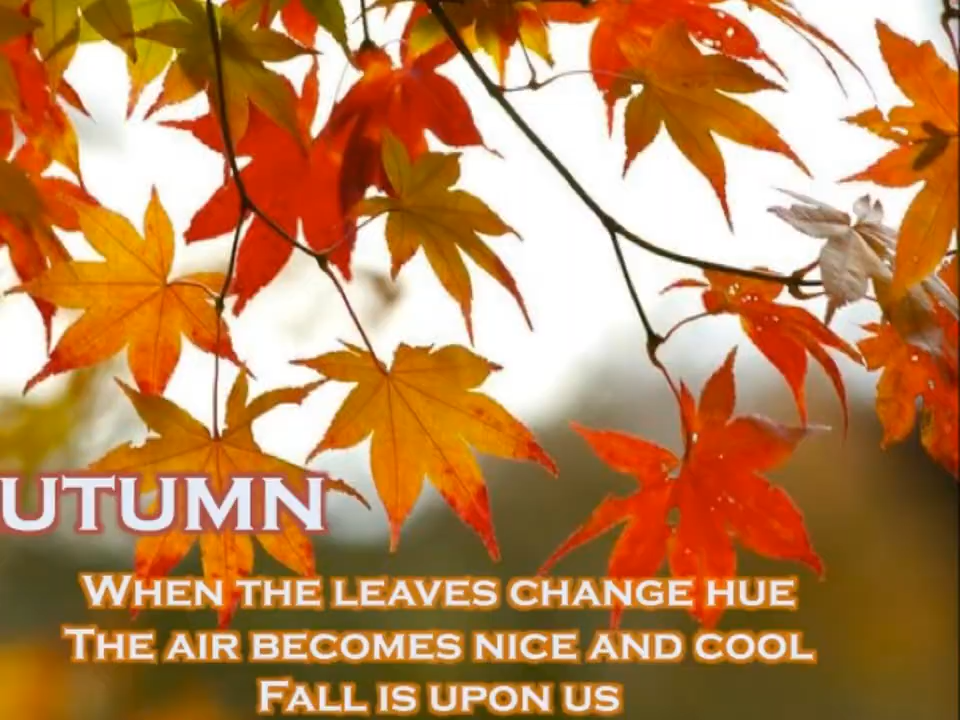 UTUMN
WHEN THE LEAVES CHANGE HUE
THE AIR BECOMES NICE AND COOL
FALL IS UPON US